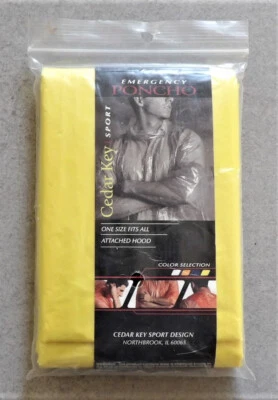 EMERGENCY
PONCHO
Cedar Key SPORT
ONE SIZE FITS ALL
ATTACHED HOOD
COLOR SELECTION
CEDAR KEY SPORT DESIGN
NORTHBROOK, IL 60065